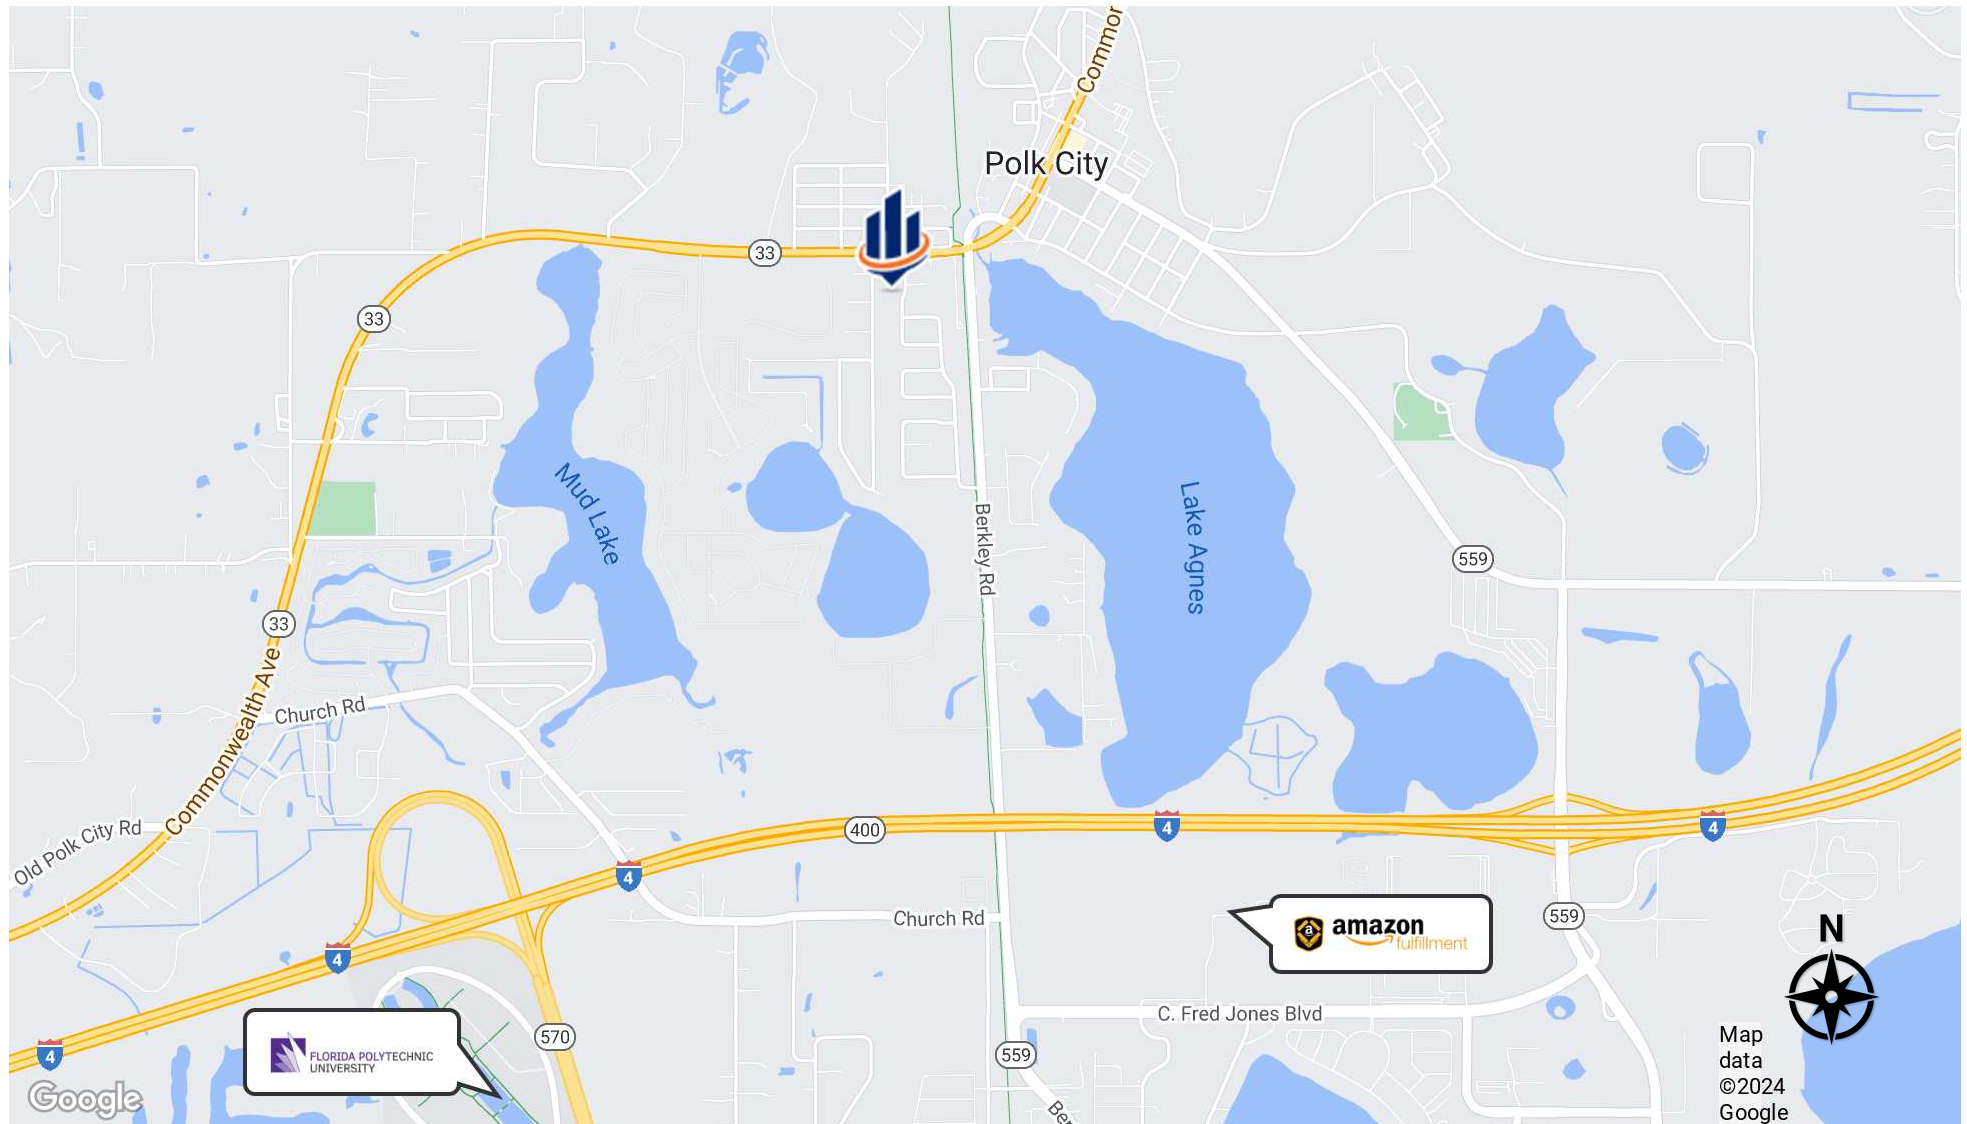 Common
Polk City
33
33
Mud Lake
Lake Agnes
Berkley Rd
559
33
Commonwealth Ave
Church Rd
Old Polk City Rd
400
4
4
4
4
4
Church Rd
559
a
amazon
fulfillment
N
C. Fred Jones Blvd
570
559
FLORIDA POLYTECHNIC
UNIVERSITY
Map
data
©2024
Google
Google
Ber